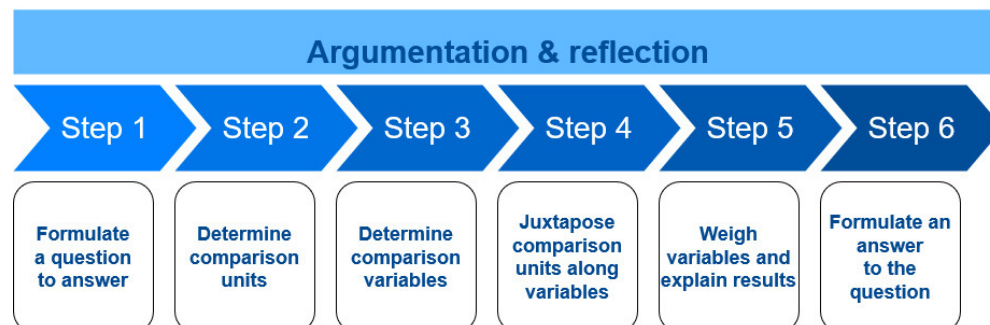 Argumentation & reflection
Step 1
Step 2
Step 3
Step 4
Step 5
Step 6
Formulate
a question
to answer
Determine
comparison
units
Determine
comparison
variables
Juxtapose
comparison
units along
variables
Weigh
variables and
explain results
Formulate an
answer
to the
question